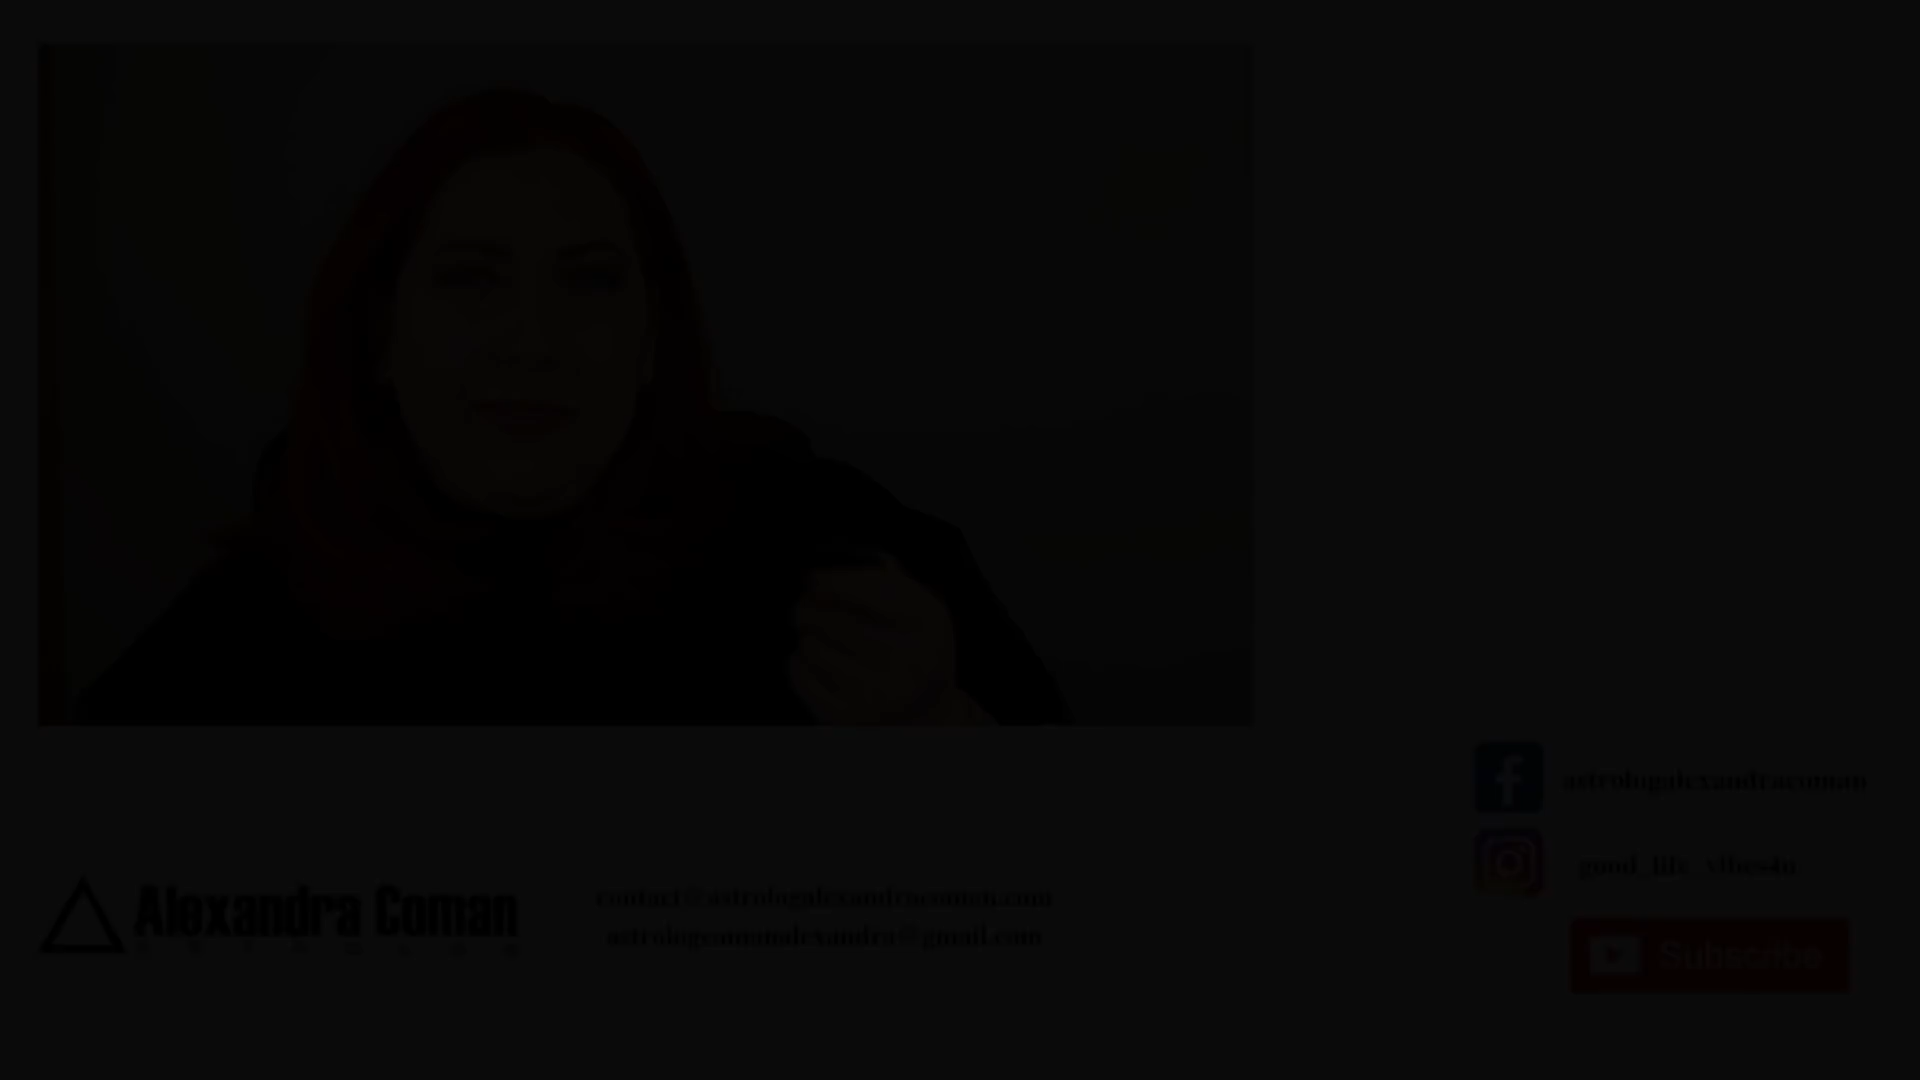 astrologalexandracoman
good_life_vibes4u
Alexandra Coman
contact@astrologalexandracoman.com
astrologcomanalexandra@gmail.com
Subscribe